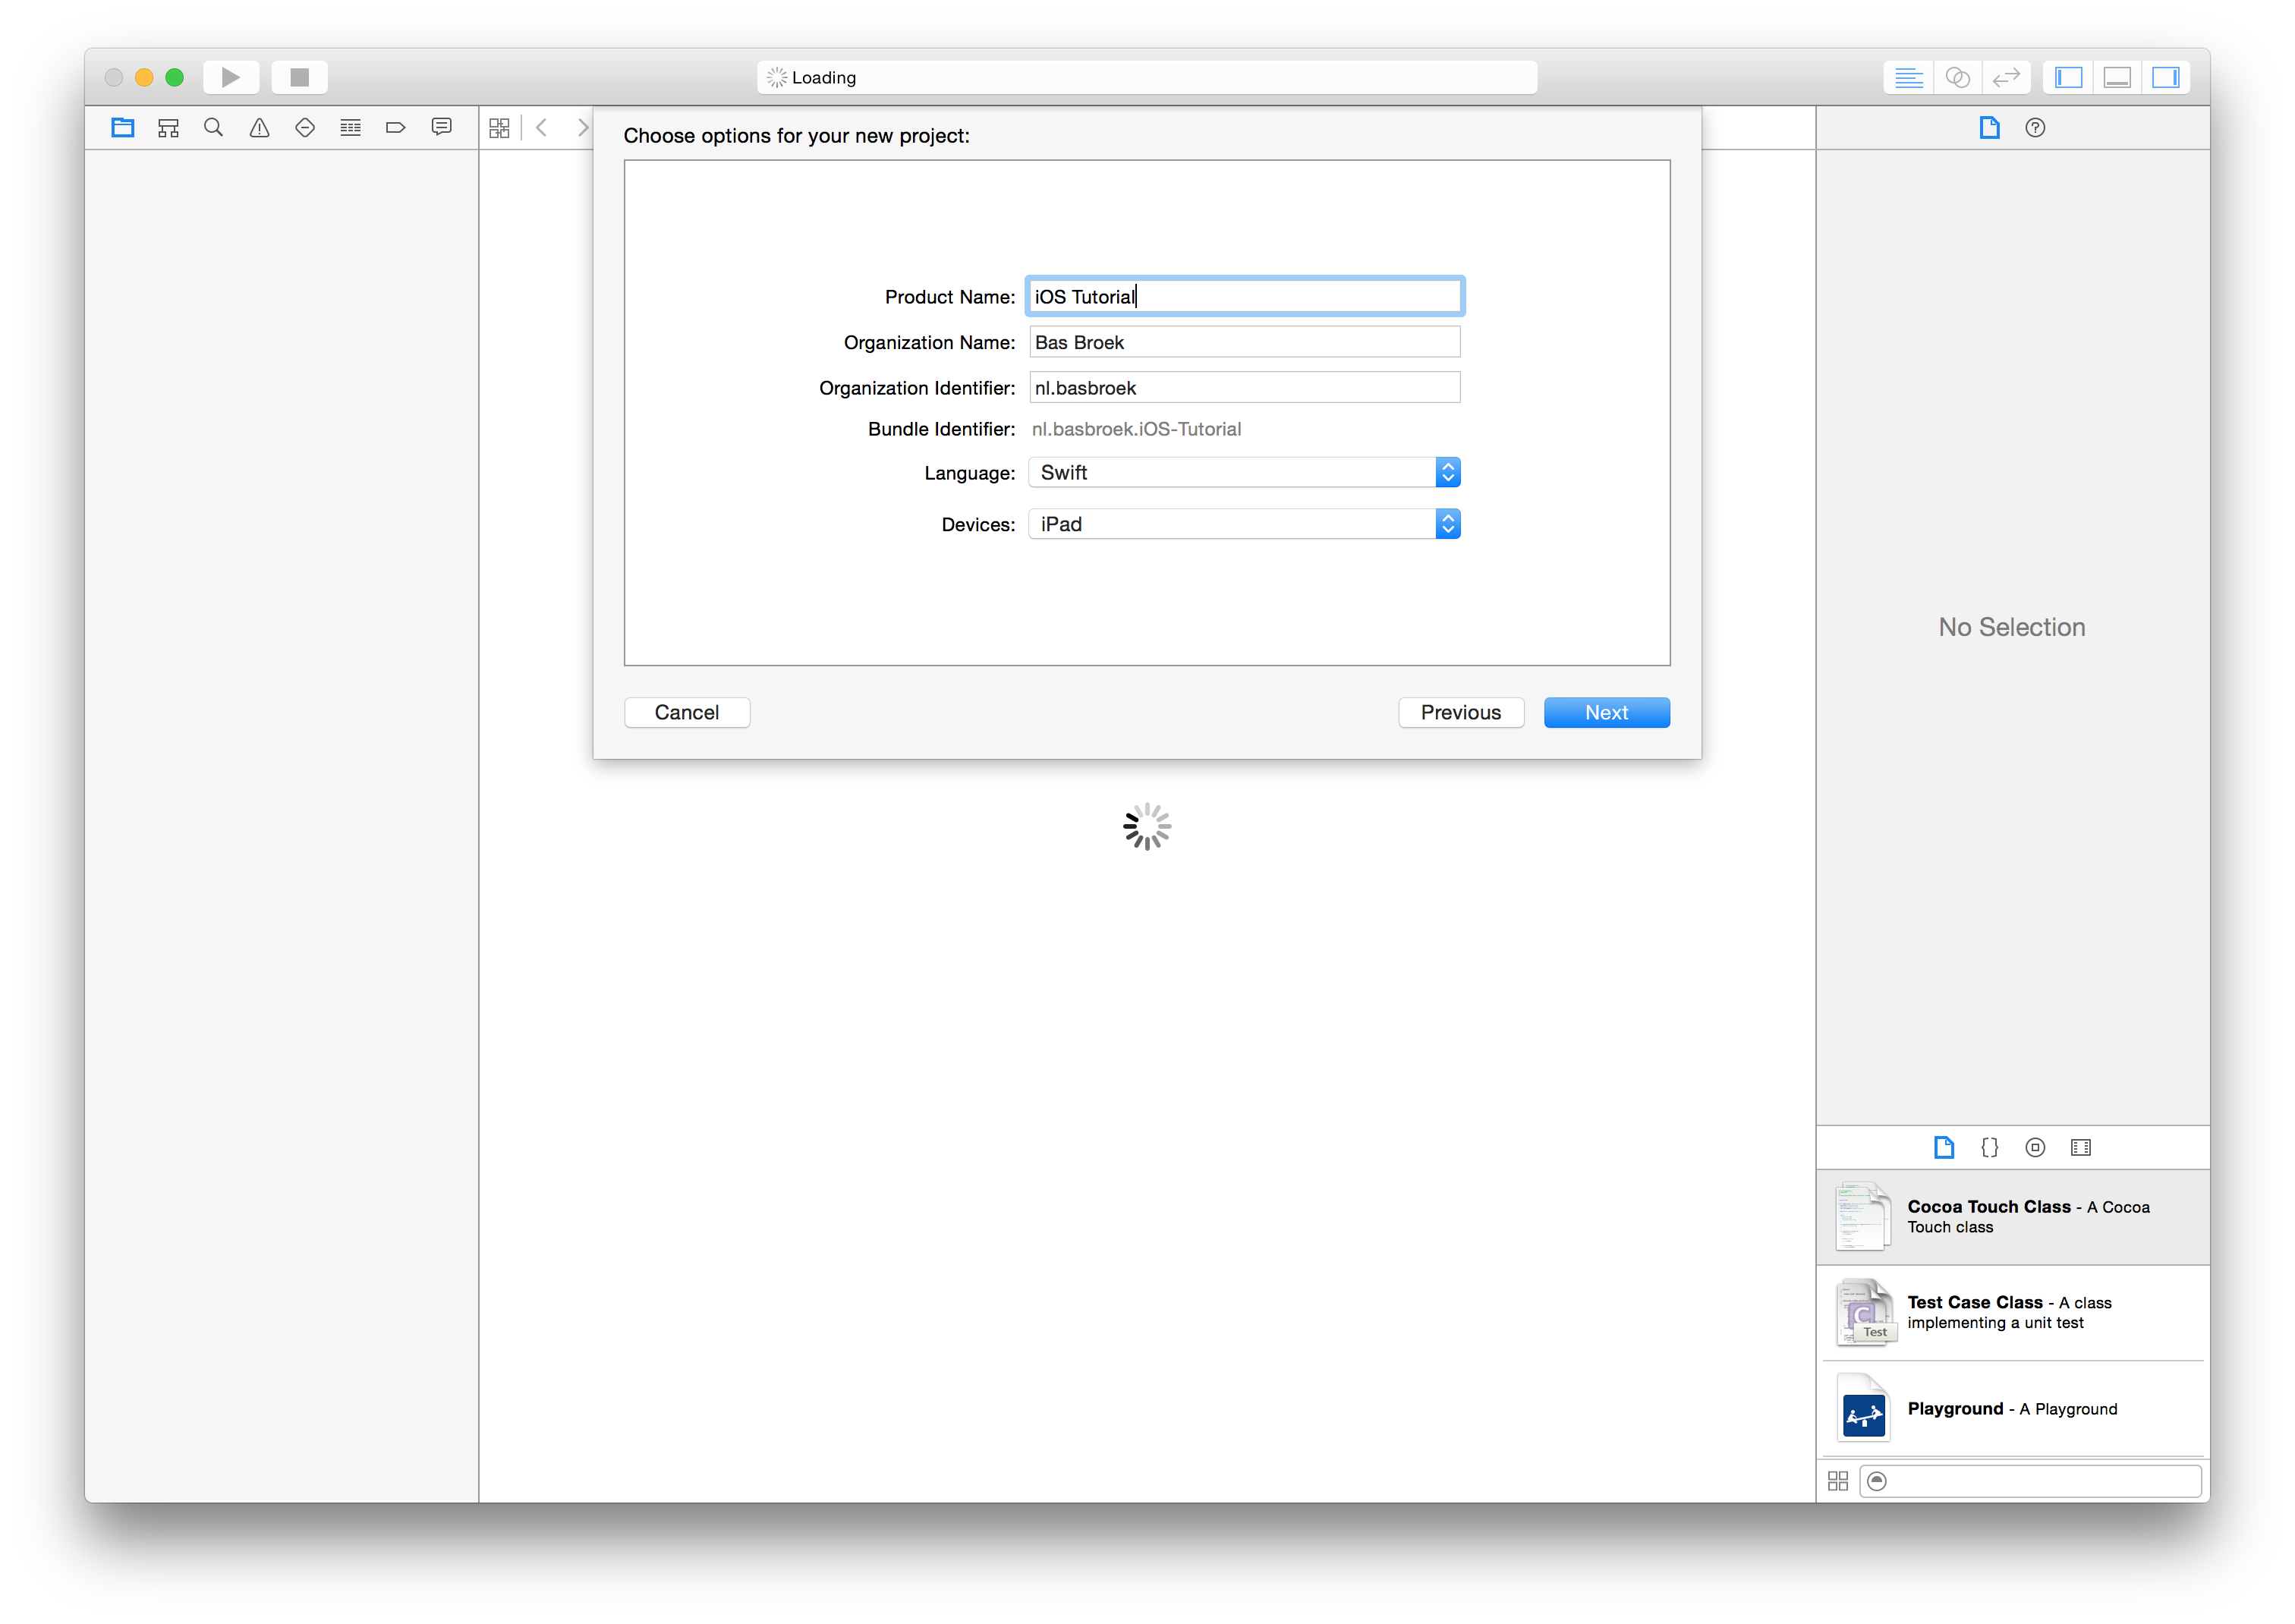 Loading
Choose options for your new project:
Product Name: iOS Tutorial
Organization Name: Bas Broek
Organization Identifier: nl.basbroek
Bundle Identifier: nl.basbroek.iOS-Tutorial
Language: Swift
Devices: iPad
Cancel Previous Next
No Selection
Cocoa Touch Class - A Cocoa
Touch class
Test Case Class - A class
implementing a unit test
C
Test
Playground - A Playground